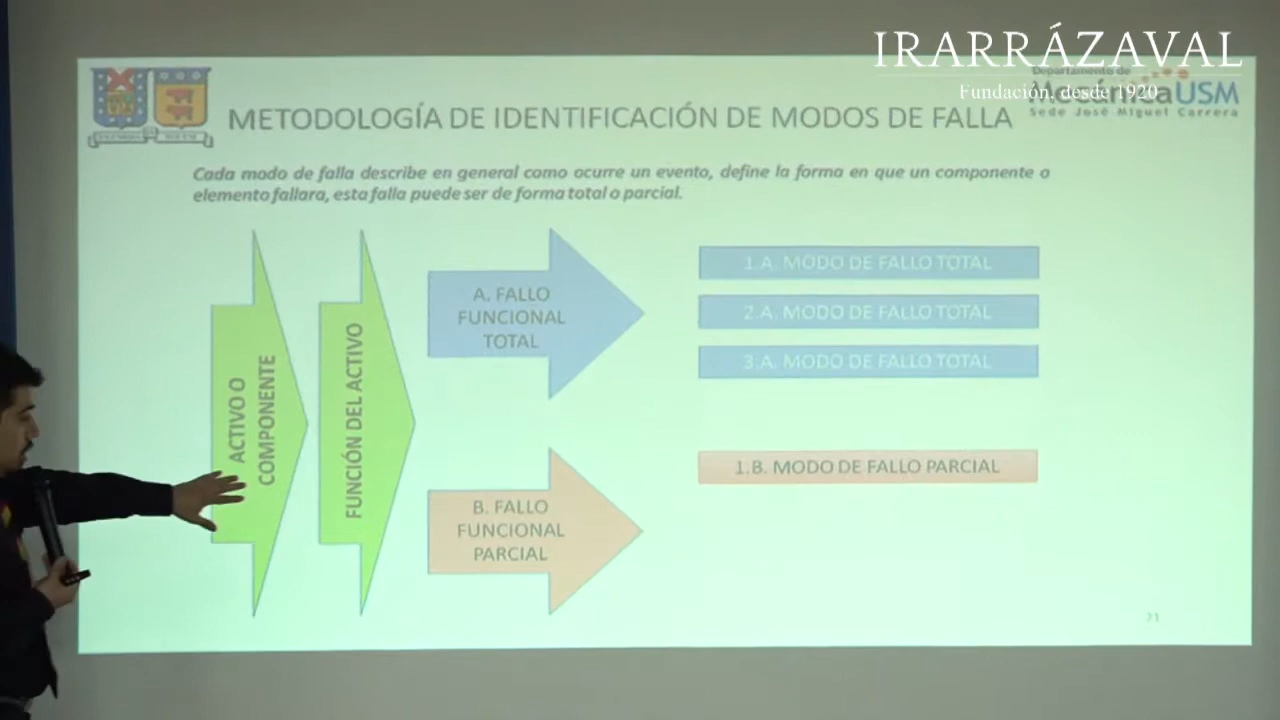 IRARRÁZAVAL
Fundación, desde 1920
Departamento de
MecánicaUSM
Sede José Miguel Carrera
METODOLOGÍA DE IDENTIFICACIÓN DE MODOS DE FALLA
Cada modo de falla describe en general como ocurre un evento, define la forma en que un componente o
elemento fallara, esta falla puede ser de forma total o parcial.
ACTIVO O
COMPONENTE
FUNCIÓN DEL ACTIVO
A. FALLO
FUNCIONAL
TOTAL
1.A. MODO DE FALLO TOTAL
2.A. MODO DE FALLO TOTAL
3.A. MODO DE FALLO TOTAL
B. FALLO
FUNCIONAL
PARCIAL
1.B. MODO DE FALLO PARCIAL
21